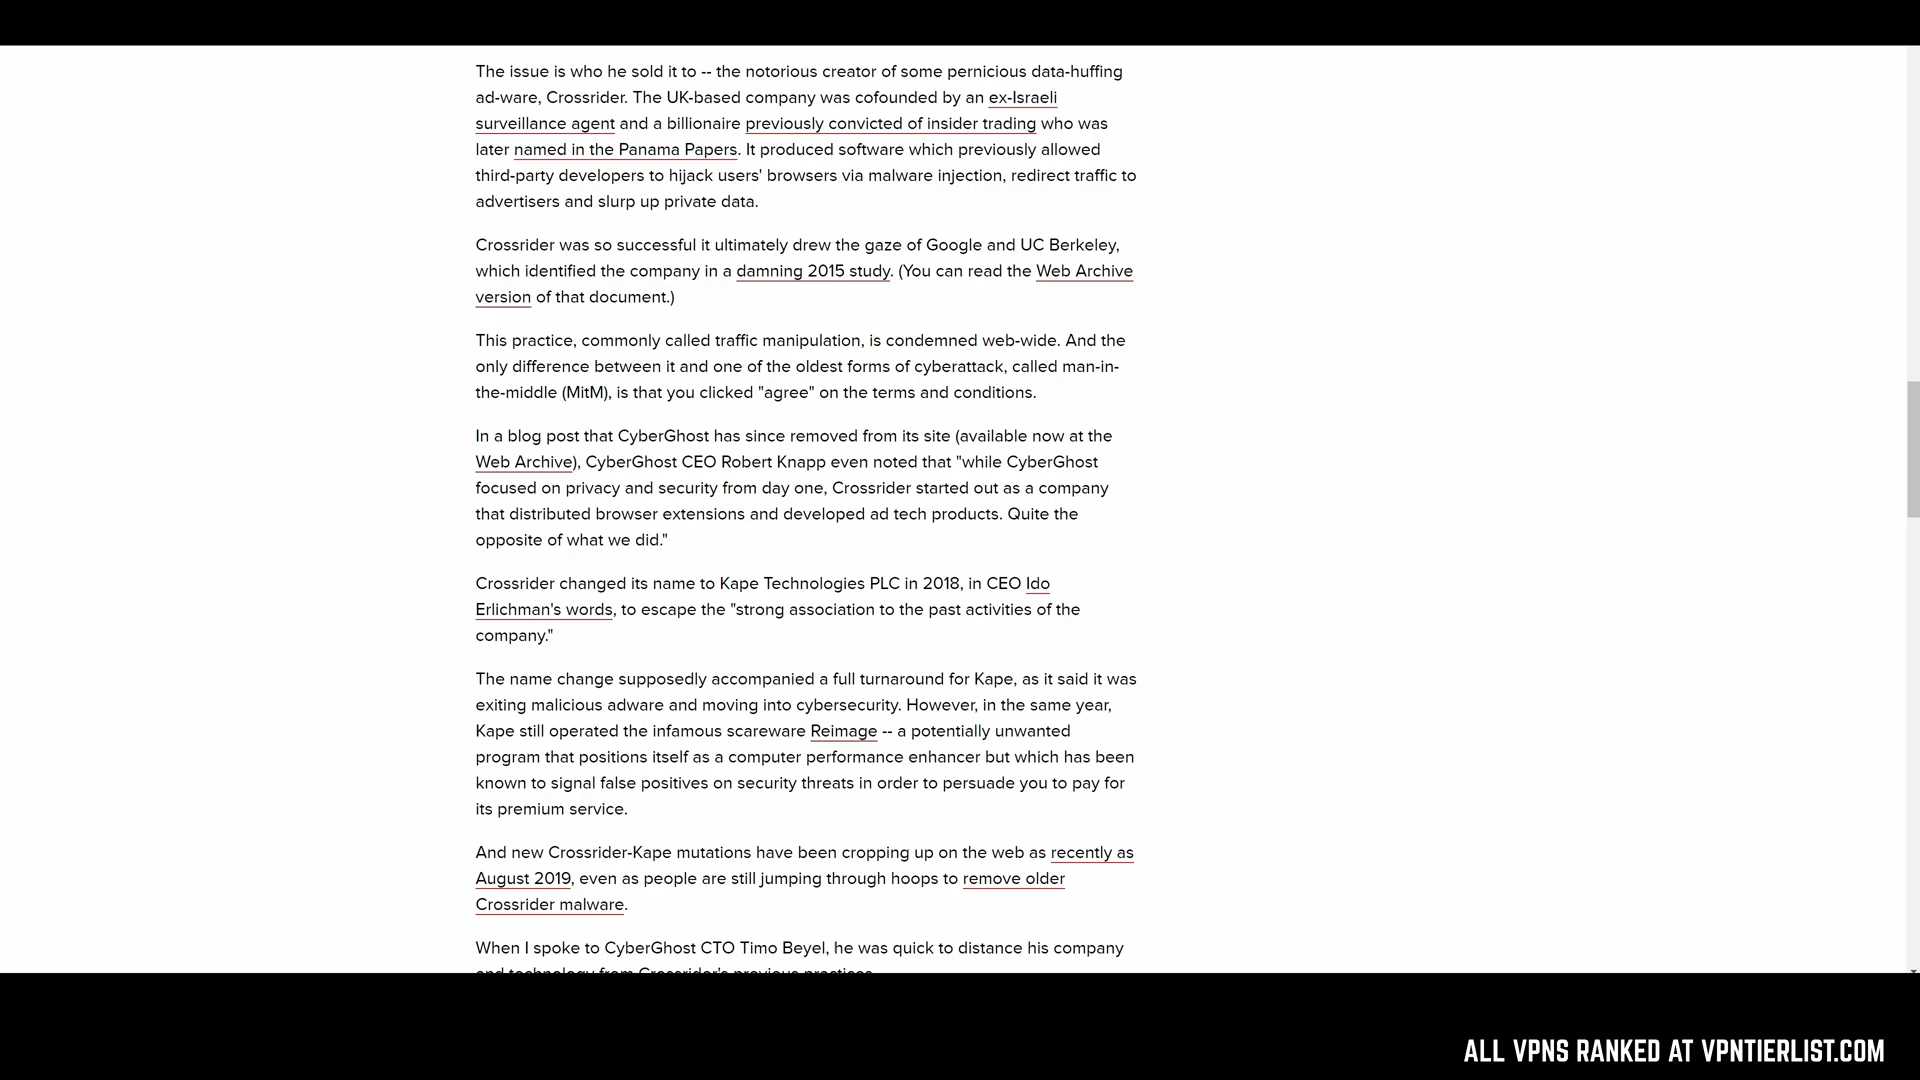 The issue is who he sold it to -- the notorious creator of some pernicious data-huffing
ad-ware, Crossrider. The UK-based company was cofounded by an ex-Israeli
surveillance agent and a billionaire previously convicted of insider trading who was
later named in the Panama Papers. It produced software which previously allowed
third-party developers to hijack users' browsers via malware injection, redirect traffic to
advertisers and slurp up private data.
Crossrider was so successful it ultimately drew the gaze of Google and UC Berkeley,
which identified the company in a damning 2015 study. (You can read the Web Archive
version of that document.)
This practice, commonly called traffic manipulation, is condemned web-wide. And the
only difference between it and one of the oldest forms of cyberattack, called man-in-
the-middle (MitM), is that you clicked "agree" on the terms and conditions.
In a blog post that CyberGhost has since removed from its site (available now at the
Web Archive), CyberGhost CEO Robert Knapp even noted that "while CyberGhost
focused on privacy and security from day one, Crossrider started out as a company
that distributed browser extensions and developed ad tech products. Quite the
opposite of what we did."
Crossrider changed its name to Kape Technologies PLC in 2018, in CEO Ido
Erlichman's words, to escape the "strong association to the past activities of the
company."
The name change supposedly accompanied a full turnaround for Kape, as it said it was
exiting malicious adware and moving into cybersecurity. However, in the same year,
Kape still operated the infamous scareware Reimage -- a potentially unwanted
program that positions itself as a computer performance enhancer but which has been
known to signal false positives on security threats in order to persuade you to pay for
its premium service.
And new Crossrider-Kape mutations have been cropping up on the web as recently as
August 2019, even as people are still jumping through hoops to remove older
Crossrider malware.
When I spoke to CyberGhost CTO Timo Beyel, he was quick to distance his company
and technology from Crossrider's previous practices.
ALL VPNS RANKED AT VPNTIERLIST.COM